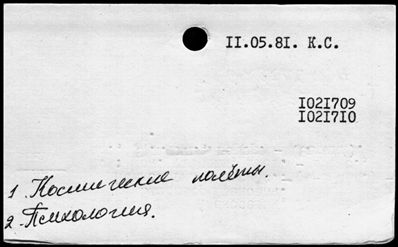 II.05.8I. К.С.
I02I709
I02I7I0
1. Космические полёты.
2. Психология.